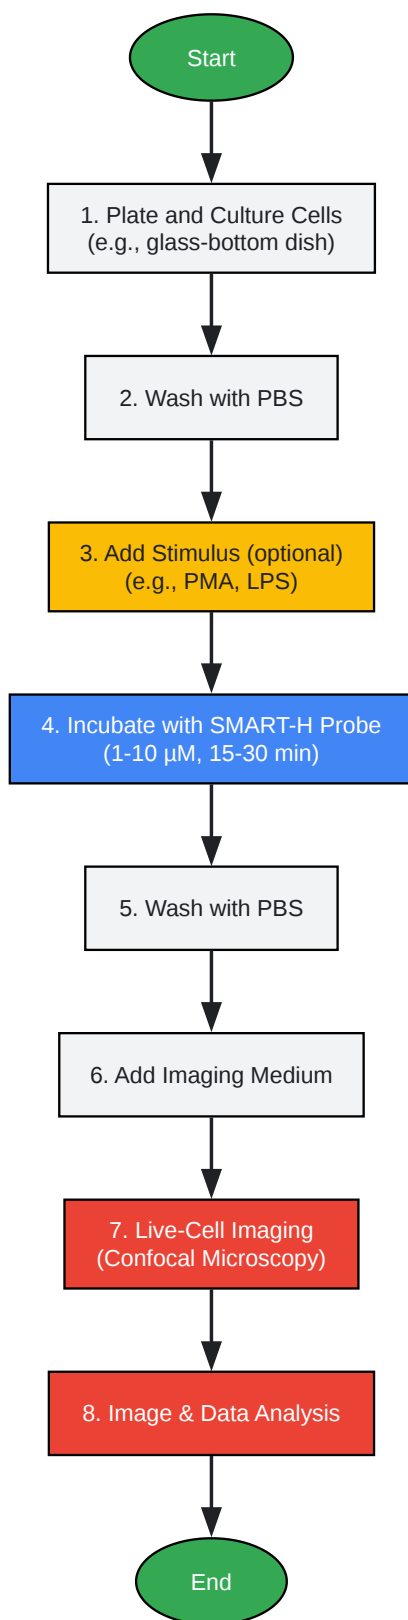 Start
1. Plate and Culture Cells
(e.g., glass-bottom dish)
2. Wash with PBS
3. Add Stimulus (optional)
(e.g., PMA, LPS)
4. Incubate with SMART-H Probe
(1-10 µM, 15-30 min)
5. Wash with PBS
6. Add Imaging Medium
7. Live-Cell Imaging
(Confocal Microscopy)
8. Image & Data Analysis
End